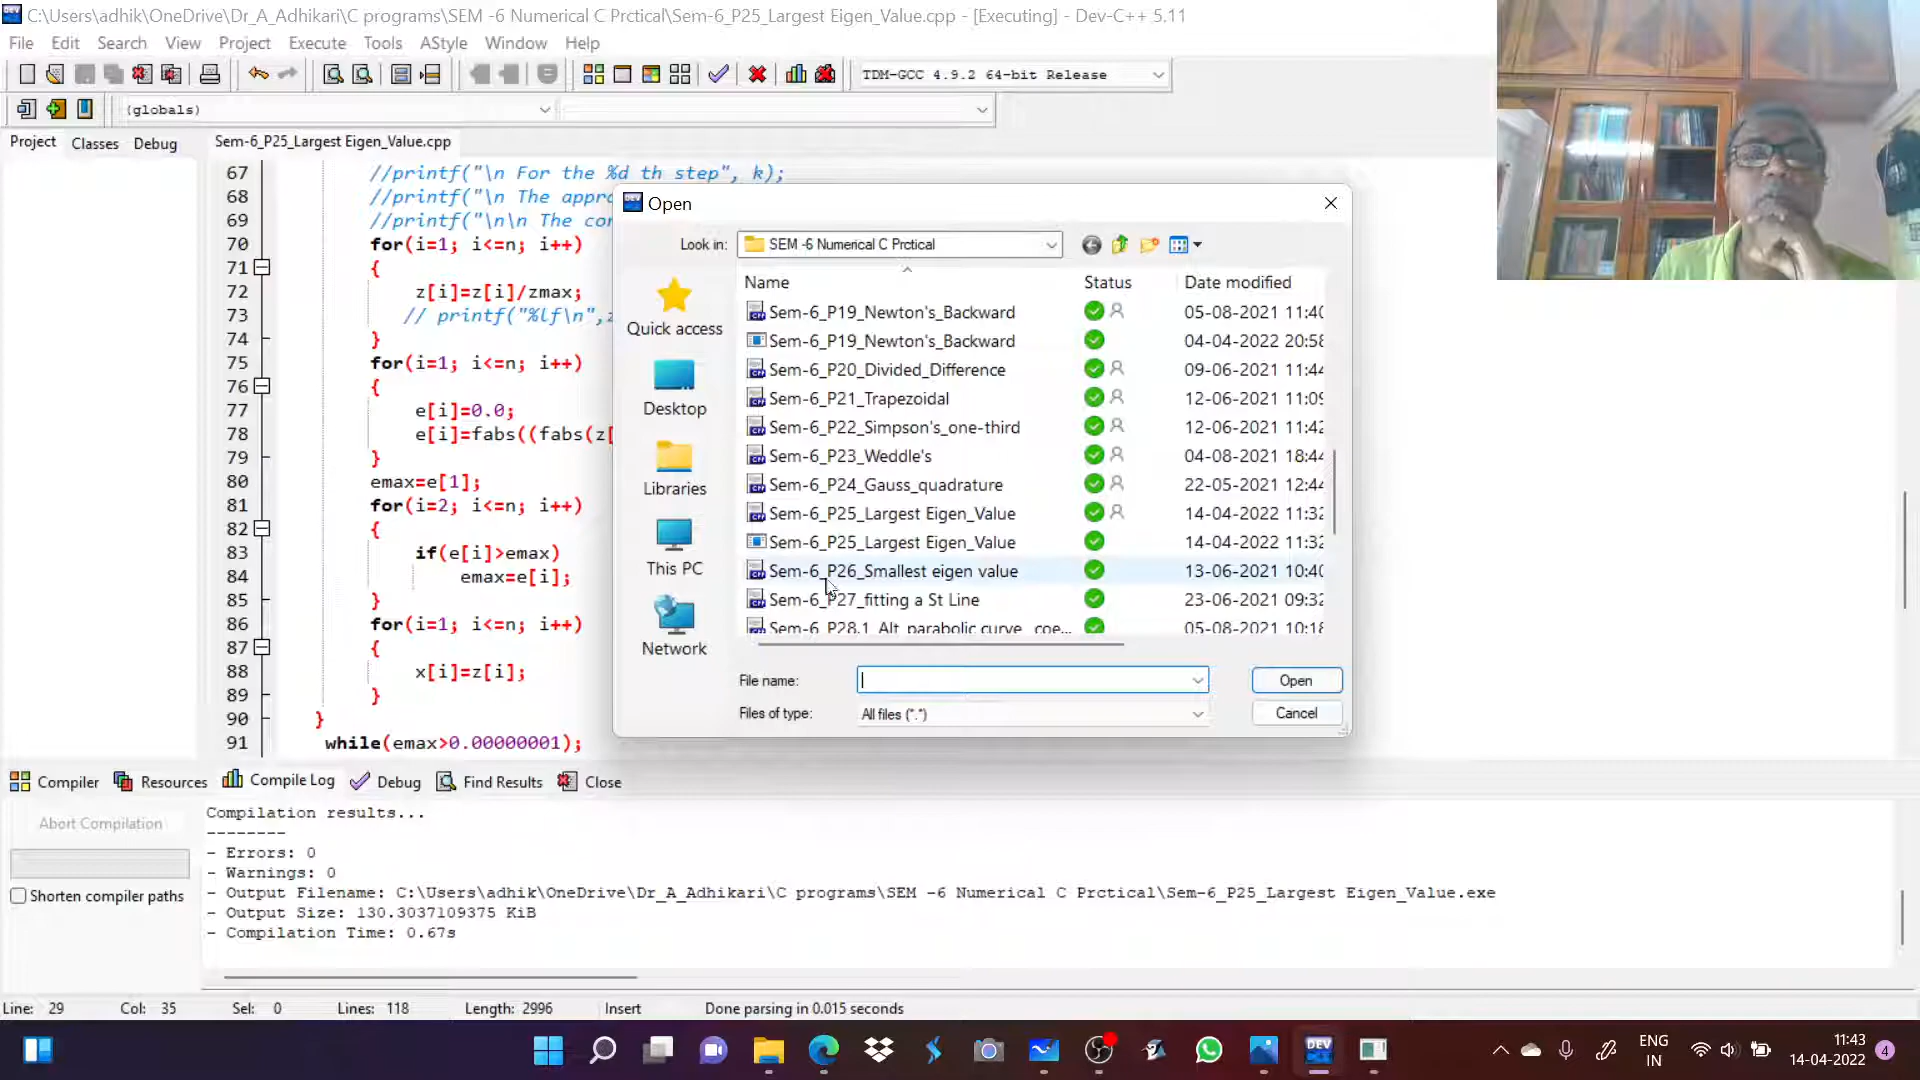 C:\Users\adhik\OneDrive\Dr_A_Adhikari\C programs\SEM -6 Numerical C Prctical\Sem-6_P25_Largest Eigen_Value.cpp - [Executing] - Dev-C++ 5.11
File Edit Search View Project Execute Tools AStyle Window Help
TDM-GCC 4.9.2 64-bit Release
(globals)
Project Classes Debug
Sem-6_P25_Largest Eigen_Value.cpp
67 //printf("\n For the %d th step", k);
68 //printf("\n The appro
69 //printf("\n\n The cor
70 for(i=1; i<=n; i++)
71 {
72 z[i]=z[i]/zmax;
73 // printf("%lf\n",z
74 }
75 for(i=1; i<=n; i++)
76 {
77 e[i]=0.0;
78 e[i]=fabs((fabs(z[
79 }
80 emax=e[1];
81 for(i=2; i<=n; i++)
82 {
83 if(e[i]>emax)
84 emax=e[i];
85 }
86 for(i=1; i<=n; i++)
87 {
88 x[i]=z[i];
89 }
90 }
91 while(emax>0.00000001);
Open
Look in: SEM -6 Numerical C Prctical
Quick access
Desktop
Libraries
This PC
Network
Name Status Date modified
Sem-6_P19_Newton's_Backward 05-08-2021 11:40
Sem-6_P19_Newton's_Backward 04-04-2022 20:58
Sem-6_P20_Divided_Difference 09-06-2021 11:44
Sem-6_P21_Trapezoidal 12-06-2021 11:09
Sem-6_P22_Simpson's_one-third 12-06-2021 11:42
Sem-6_P23_Weddle's 04-08-2021 18:44
Sem-6_P24_Gauss_quadrature 22-05-2021 12:44
Sem-6_P25_Largest Eigen_Value 14-04-2022 11:32
Sem-6_P25_Largest Eigen_Value 14-04-2022 11:32
Sem-6_P26_Smallest eigen value 13-06-2021 10:40
Sem-6_P27_fitting a St Line 23-06-2021 09:32
Sem-6_P28.1_Alt_parabolic curve_ coe... 05-08-2021 10:18
File name: Open
Files of type: All files (*.*) Cancel
Compiler Resources Compile Log Debug Find Results Close
Abort Compilation
Shorten compiler paths
Compilation results...
--------
- Errors: 0
- Warnings: 0
- Output Filename: C:\Users\adhik\OneDrive\Dr_A_Adhikari\C programs\SEM -6 Numerical C Prctical\Sem-6_P25_Largest Eigen_Value.exe
- Output Size: 130.3037109375 KiB
- Compilation Time: 0.67s
Line: 29 Col: 35 Sel: 0 Lines: 118 Length: 2996 Insert Done parsing in 0.015 seconds
DEV
ENG
IN
11:43
14-04-2022
4